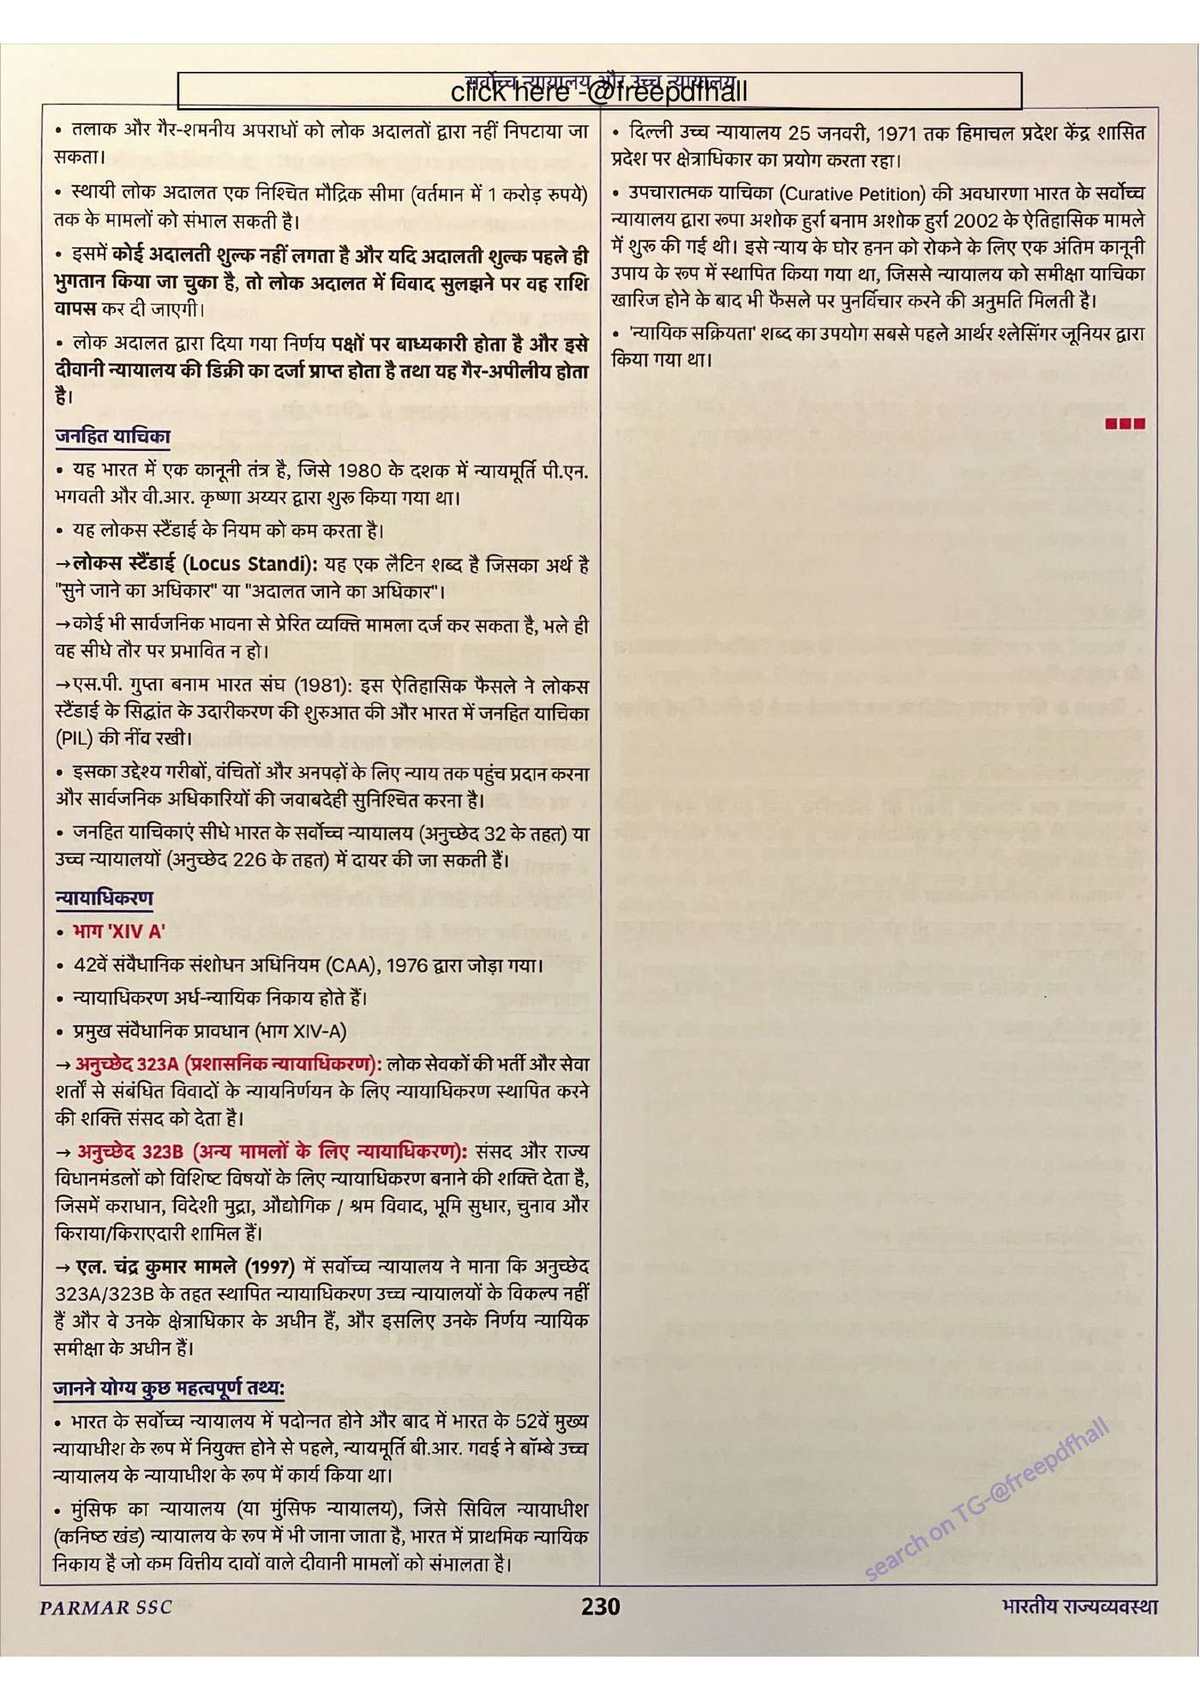 सर्वोच्च न्यायालय और उच्च न्यायालय
click here -@freepdfhall
• तलाक और गैर-शमनीय अपराधों को लोक अदालतों द्वारा नहीं निपटाया जा
सकता।
• स्थायी लोक अदालत एक निश्चित मौद्रिक सीमा (वर्तमान में 1 करोड़ रुपये)
तक के मामलों को संभाल सकती है।
• इसमें कोई अदालती शुल्क नहीं लगता है और यदि अदालती शुल्क पहले ही
भुगतान किया जा चुका है, तो लोक अदालत में विवाद सुलझने पर वह राशि
वापस कर दी जाएगी।
• लोक अदालत द्वारा दिया गया निर्णय पक्षों पर बाध्यकारी होता है और इसे
दीवानी न्यायालय की डिक्री का दर्जा प्राप्त होता है तथा यह गैर-अपीलीय होता
है।
जनहित याचिका
• यह भारत में एक कानूनी तंत्र है, जिसे 1980 के दशक में न्यायमूर्ति पी.एन.
भगवती और वी.आर. कृष्णा अय्यर द्वारा शुरू किया गया था।
• यह लोकस स्टैंडाई के नियम को कम करता है।
→लोकस स्टैंडाई (Locus Standi): यह एक लैटिन शब्द है जिसका अर्थ है
"सुने जाने का अधिकार" या "अदालत जाने का अधिकार"।
→कोई भी सार्वजनिक भावना से प्रेरित व्यक्ति मामला दर्ज कर सकता है, भले ही
वह सीधे तौर पर प्रभावित न हो।
→एस.पी. गुप्ता बनाम भारत संघ (1981): इस ऐतिहासिक फैसले ने लोकस
स्टैंडाई के सिद्धांत के उदारीकरण की शुरुआत की और भारत में जनहित याचिका
(PIL) की नींव रखी।
• इसका उद्देश्य गरीबों, वंचितों और अनपढ़ों के लिए न्याय तक पहुंच प्रदान करना
और सार्वजनिक अधिकारियों की जवाबदेही सुनिश्चित करना है।
• जनहित याचिकाएं सीधे भारत के सर्वोच्च न्यायालय (अनुच्छेद 32 के तहत) या
उच्च न्यायालयों (अनुच्छेद 226 के तहत) में दायर की जा सकती हैं।
न्यायाधिकरण
• भाग 'XIV A'
• 42वें संवैधानिक संशोधन अधिनियम (CAA), 1976 द्वारा जोड़ा गया।
• न्यायाधिकरण अर्ध-न्यायिक निकाय होते हैं।
• प्रमुख संवैधानिक प्रावधान (भाग XIV-A)
→ अनुच्छेद 323A (प्रशासनिक न्यायाधिकरण): लोक सेवकों की भर्ती और सेवा
शर्तों से संबंधित विवादों के न्यायनिर्णयन के लिए न्यायाधिकरण स्थापित करने
की शक्ति संसद को देता है।
→ अनुच्छेद 323B (अन्य मामलों के लिए न्यायाधिकरण): संसद और राज्य
विधानमंडलों को विशिष्ट विषयों के लिए न्यायाधिकरण बनाने की शक्ति देता है,
जिसमें कराधान, विदेशी मुद्रा, औद्योगिक / श्रम विवाद, भूमि सुधार, चुनाव और
किराया/किराएदारी शामिल हैं।
→ एल. चंद्र कुमार मामले (1997) में सर्वोच्च न्यायालय ने माना कि अनुच्छेद
323A/323B के तहत स्थापित न्यायाधिकरण उच्च न्यायालयों के विकल्प नहीं
हैं और वे उनके क्षेत्राधिकार के अधीन हैं, और इसलिए उनके निर्णय न्यायिक
समीक्षा के अधीन हैं।
जानने योग्य कुछ महत्वपूर्ण तथ्य:
• भारत के सर्वोच्च न्यायालय में पदोन्नत होने और बाद में भारत के 52वें मुख्य
न्यायाधीश के रूप में नियुक्त होने से पहले, न्यायमूर्ति बी.आर. गवई ने बॉम्बे उच्च
न्यायालय के न्यायाधीश के रूप में कार्य किया था।
• मुंसिफ का न्यायालय (या मुंसिफ न्यायालय), जिसे सिविल न्यायाधीश
(कनिष्ठ खंड) न्यायालय के रूप में भी जाना जाता है, भारत में प्राथमिक न्यायिक
निकाय है जो कम वित्तीय दावों वाले दीवानी मामलों को संभालता है।
• दिल्ली उच्च न्यायालय 25 जनवरी, 1971 तक हिमाचल प्रदेश केंद्र शासित
प्रदेश पर क्षेत्राधिकार का प्रयोग करता रहा।
• उपचारात्मक याचिका (Curative Petition) की अवधारणा भारत के सर्वोच्च
न्यायालय द्वारा रूपा अशोक हुर्रा बनाम अशोक हुर्रा 2002 के ऐतिहासिक मामले
में शुरू की गई थी। इसे न्याय के घोर हनन को रोकने के लिए एक अंतिम कानूनी
उपाय के रूप में स्थापित किया गया था, जिससे न्यायालय को समीक्षा याचिका
खारिज होने के बाद भी फैसले पर पुनर्विचार करने की अनुमति मिलती है।
• 'न्यायिक सक्रियता' शब्द का उपयोग सबसे पहले आर्थर श्लेसिंगर जूनियर द्वारा
किया गया था।
search on TG-@freepdfhall
PARMAR SSC
230
भारतीय राज्यव्यवस्था